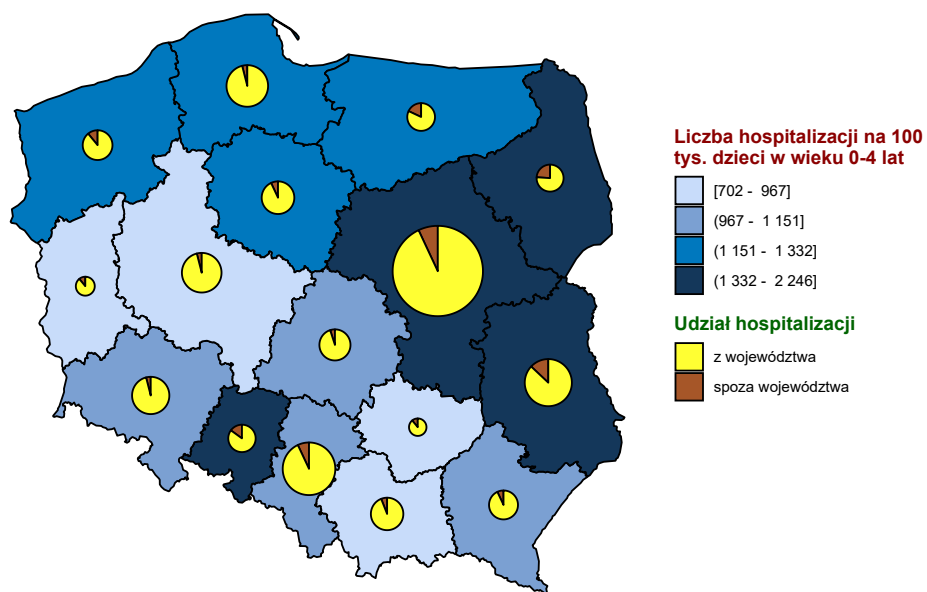 Liczba hospitalizacji na 100
tys. dzieci w wieku 0-4 lat
[702 - 967]
(967 - 1 151]
(1 151 - 1 332]
(1 332 - 2 246]
Udział hospitalizacji
z województwa
spoza województwa